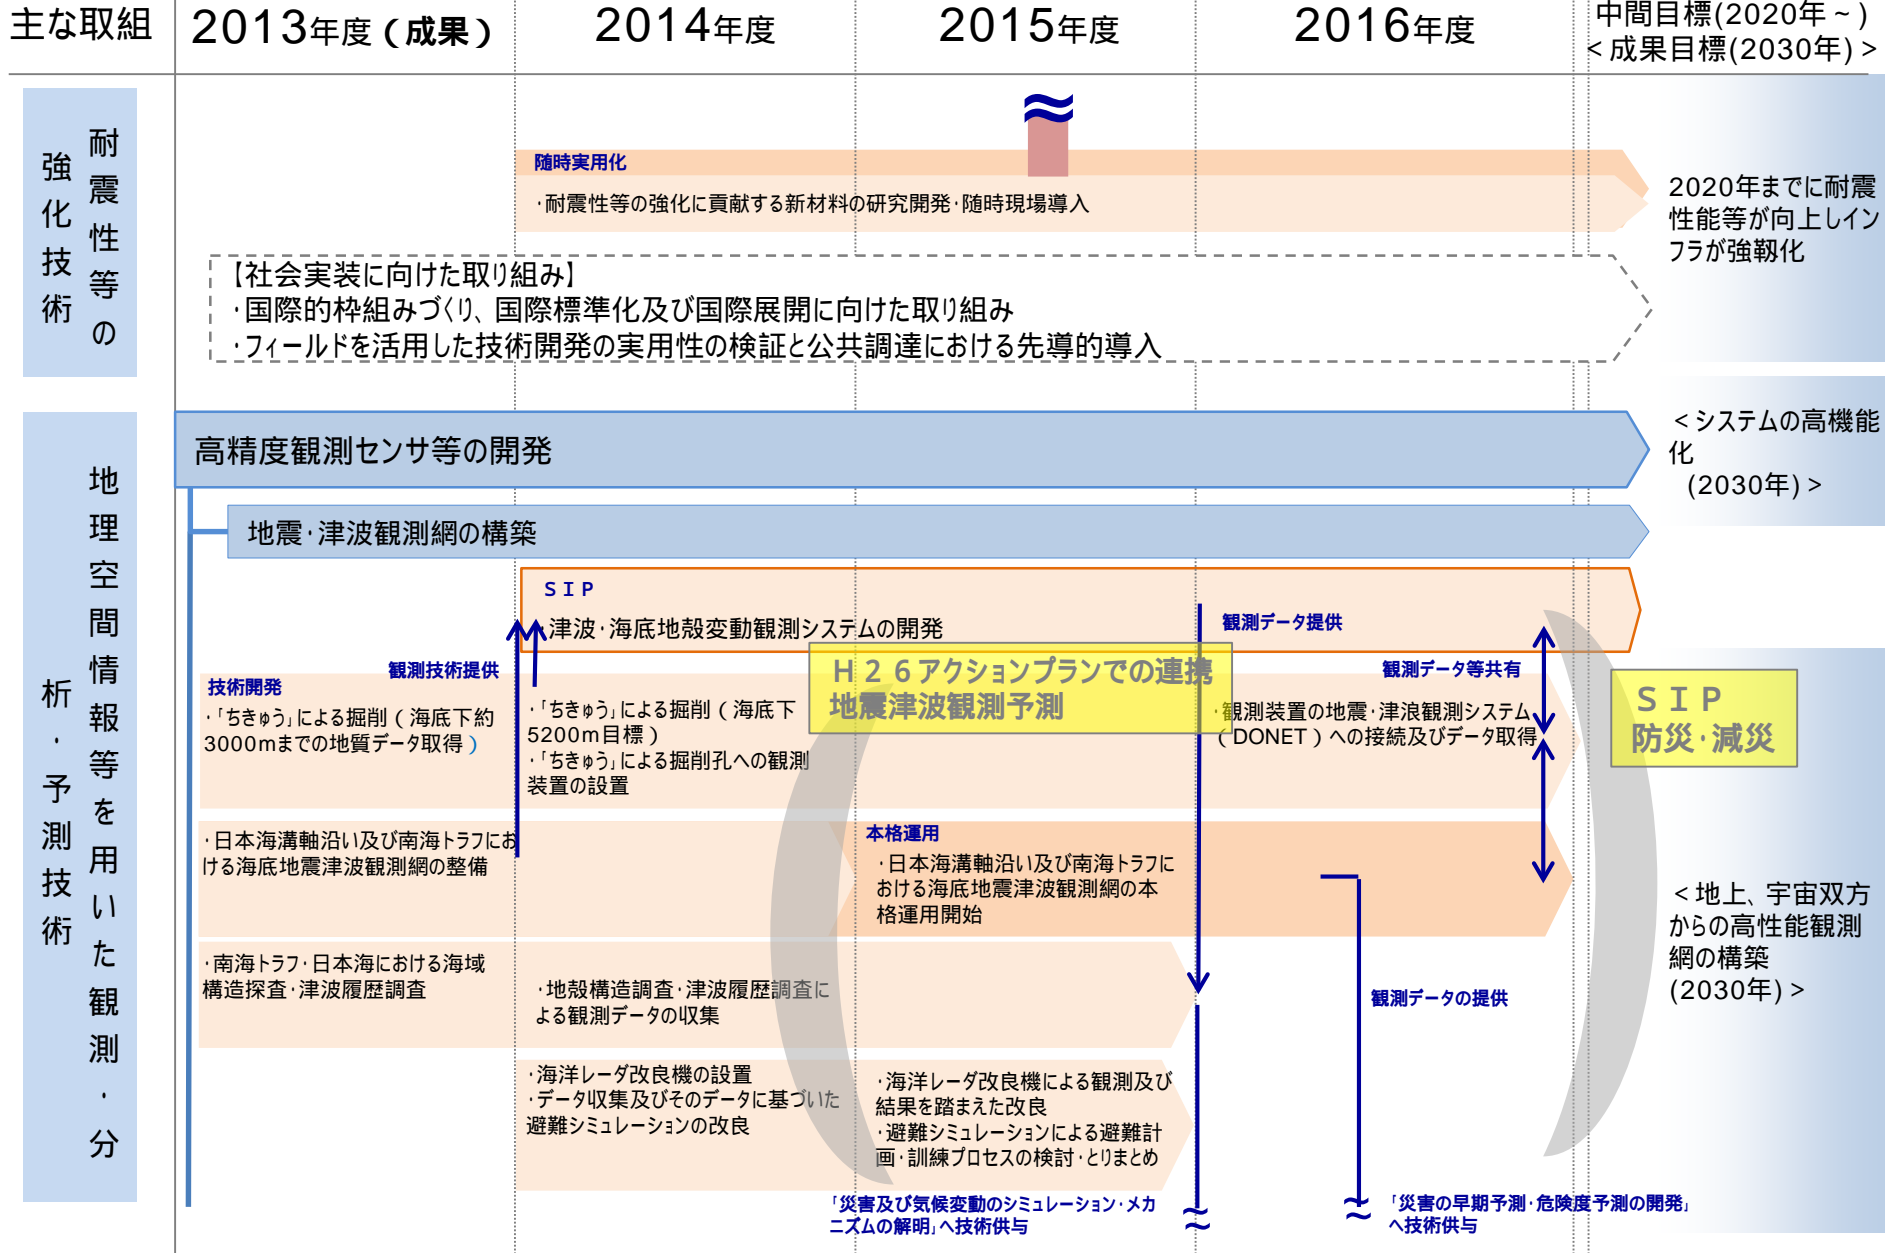 主な取組
2013年度(成果)
2014年度
2015年度
2016年度
中間目標(2020年～)
<成果目標(2030年)>
耐震性等の
強化技術
随時実用化
・耐震性等の強化に貢献する新材料の研究開発・随時現場導入
2020年までに耐震
性能等が向上しイン
フラが強靱化
【社会実装に向けた取り組み】
・国際的枠組みづくり、国際標準化及び国際展開に向けた取り組み
・フィールドを活用した技術開発の実用性の検証と公共調達における先導的導入
地理空間情報等を用いた観測・分
析・予測技術
高精度観測センサ等の開発
<システムの高機能
化
(2030年)>
地震・津波観測網の構築
SIP
・津波・海底地殻変動観測システムの開発
観測データ提供
観測技術提供
H26アクションプランでの連携
地震津波観測予測
観測データ等共有
SIP
防災・減災
技術開発
・「ちきゅう」による掘削(海底下約
3000mまでの地質データ取得)
・「ちきゅう」による掘削(海底下
5200m目標)
・「ちきゅう」による掘削孔への観測
装置の設置
・観測装置の地震・津浪観測システム
(DONET)への接続及びデータ取得
・日本海溝軸沿い及び南海トラフにお
ける海底地震津波観測網の整備
本格運用
・日本海溝軸沿い及び南海トラフに
おける海底地震津波観測網の本
格運用開始
<地上、宇宙双方
からの高性能観測
網の構築
(2030年)>
・南海トラフ・日本海における海域
構造探査・津波履歴調査
・地殻構造調査・津波履歴調査に
よる観測データの収集
観測データの提供
・海洋レーダ改良機の設置
・データ収集及びそのデータに基づいた
避難シミュレーションの改良
・海洋レーダ改良機による観測及び
結果を踏まえた改良
・避難シミュレーションによる避難計
画・訓練プロセスの検討・とりまとめ
「災害及び気候変動のシミュレーション・メカ
ニズムの解明」へ技術供与
「災害の早期予測・危険度予測の開発」
へ技術供与